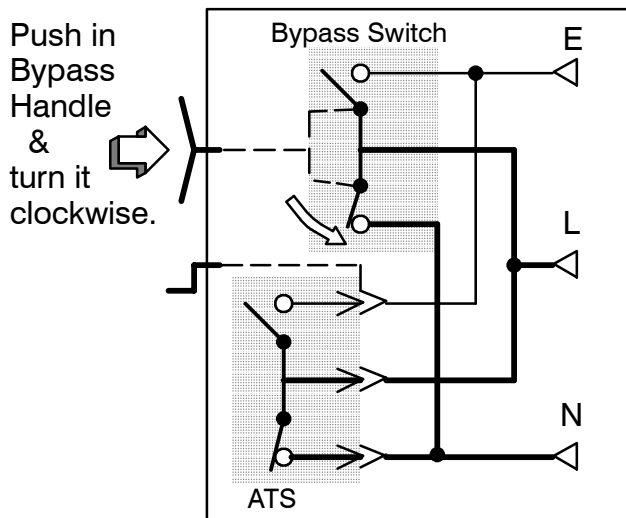 Push in
Bypass
Handle
&
turn it
clockwise.
Bypass Switch
E
L
N
ATS